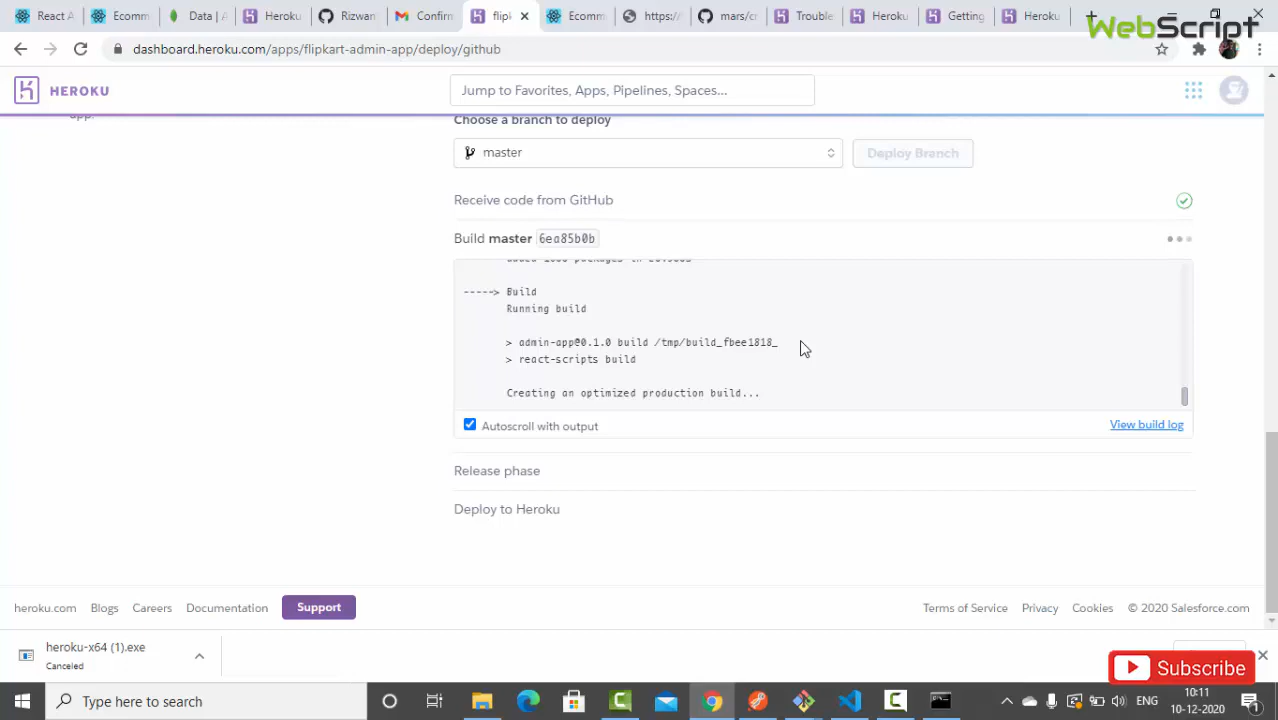 React A
Ecomm
Data | A
Heroku
Rizwan
Confirm
flipk
Ecomm
https:/
mars/cr
Trouble
Heroku
Getting
Heroku
WebScript
dashboard.heroku.com/apps/flipkart-admin-app/deploy/github
HEROKU
Jump to Favorites, Apps, Pipelines, Spaces...
app.
Choose a branch to deploy
master
Deploy Branch
Receive code from GitHub
Build master 6ea85b0b
-----> Build
Running build
> admin-app@0.1.0 build /tmp/build_fbee1818_
> react-scripts build
Creating an optimized production build...
Autoscroll with output
View build log
Release phase
Deploy to Heroku
heroku.com
Blogs
Careers
Documentation
Support
Terms of Service
Privacy
Cookies
© 2020 Salesforce.com
heroku-x64 (1).exe
Canceled
Subscribe
Type here to search
ENG
10:11
10-12-2020